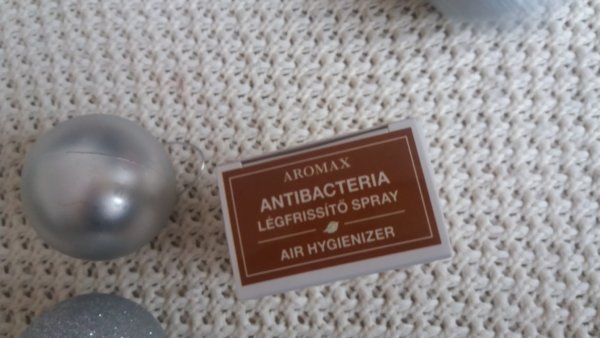 AROMAX
ANTIBACTERIA
LÉGFRISSÍTŐ SPRAY
AIR HYGIENIZER